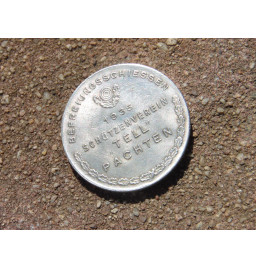 BEFREIUNGSSCHIESSEN
1935
SCHÜTZENVEREIN
"TELL"
PACHTEN